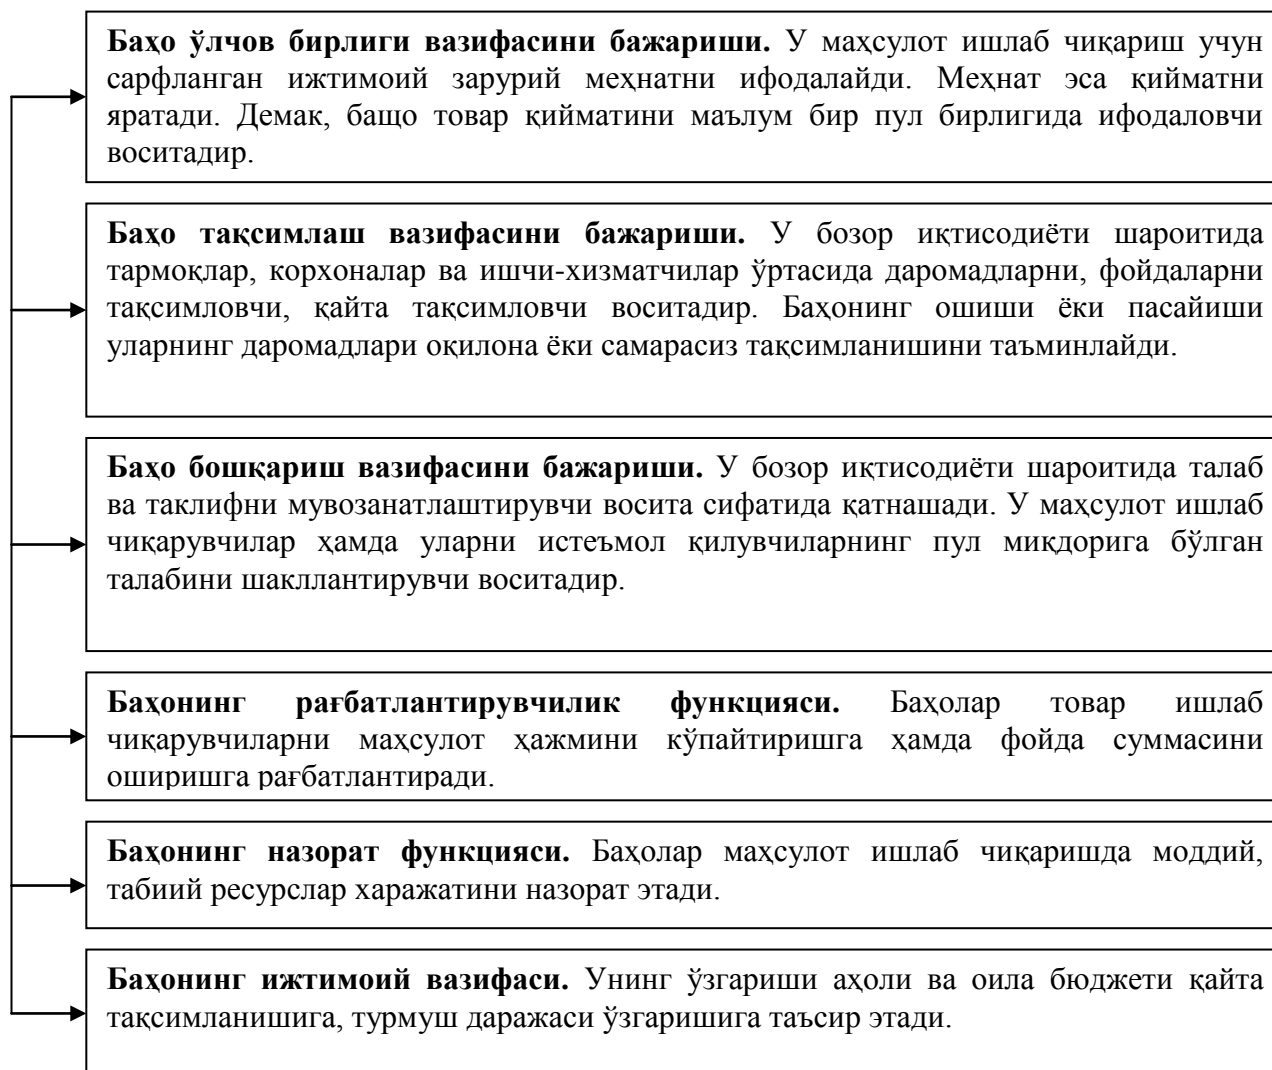 Баҳо ўлчов бирлиги вазифасини бажариши. У маҳсулот ишлаб чиқариш учун
сарфланган ижтимоий зарурий меҳнатни ифодалайди. Меҳнат эса қийматни
яратади. Демак, бащо товар қийматини маълум бир пул бирлигида ифодаловчи
воситадир.
Баҳо тақсимлаш вазифасини бажариши. У бозор иқтисодиёти шароитида
тармоқлар, корхоналар ва ишчи-хизматчилар ўртасида даромадларни, фойдаларни
тақсимловчи, қайта тақсимловчи воситадир. Баҳонинг ошиши ёки пасайиши
уларнинг даромадлари оқилона ёки самарасиз тақсимланишини таъминлайди.
Баҳо бошқариш вазифасини бажариши. У бозор иқтисодиёти шароитида талаб
ва таклифни мувозанатлаштирувчи восита сифатида қатнашади. У маҳсулот ишлаб
чиқарувчилар ҳамда уларни истеъмол қилувчиларнинг пул миқдорига бўлган
талабини шакллантирувчи воситадир.
Баҳонинг рағбатлантирувчилик функцияси. Баҳолар товар ишлаб
чиқарувчиларни маҳсулот ҳажмини кўпайтиришга ҳамда фойда суммасини
оширишга рағбатлантиради.
Баҳонинг назорат функцияси. Баҳолар маҳсулот ишлаб чиқаришда моддий,
табиий ресурслар харажатини назорат этади.
Баҳонинг ижтимоий вазифаси. Унинг ўзгариши аҳоли ва оила бюджети қайта
тақсимланишига, турмуш даражаси ўзгаришига таъсир этади.